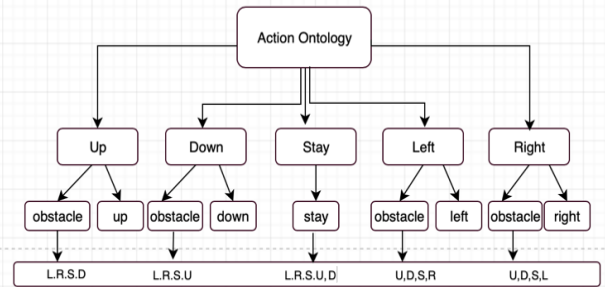 Action Ontology
Up Down Stay Left Right
obstacle up obstacle down stay obstacle left obstacle right
L.R.S.D L.R.S.U L.R.S.U, D U,D,S,R U,D,S,L